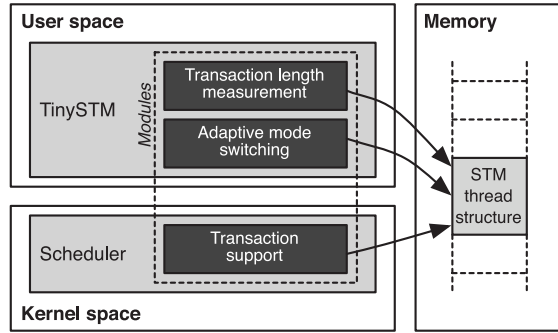 User space
Memory
TinySTM
Modules
Transaction length
measurement
Adaptive mode
switching
STM
thread
structure
Scheduler
Transaction
support
Kernel space